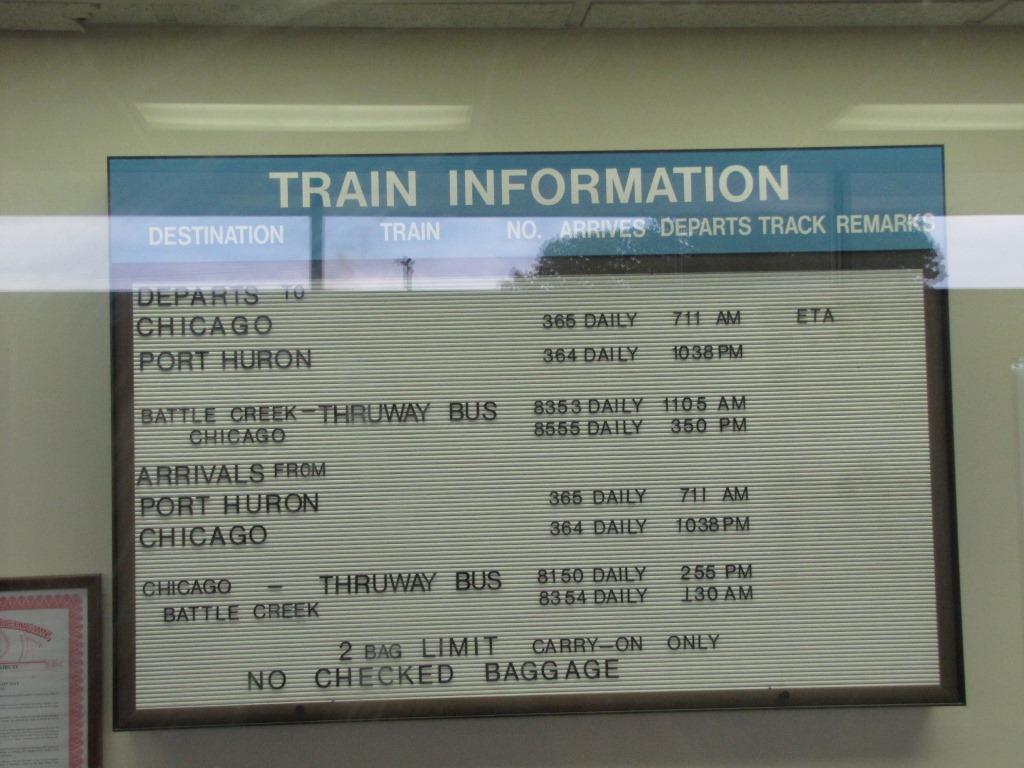 TRAIN INFORMATION
DESTINATION TRAIN NO. ARRIVES DEPARTS TRACK REMARKS
DEPARTS TO
CHICAGO 365 DAILY 711 AM ETA
PORT HURON 364 DAILY 1038 PM
BATTLE CREEK - THRUWAY BUS 8353 DAILY 1105 AM
CHICAGO 8555 DAILY 350 PM
ARRIVALS FROM
PORT HURON 365 DAILY 711 AM
CHICAGO 364 DAILY 1038 PM
CHICAGO - THRUWAY BUS 8150 DAILY 255 PM
BATTLE CREEK 8354 DAILY 130 AM
2 BAG LIMIT CARRY-ON ONLY
NO CHECKED BAGGAGE